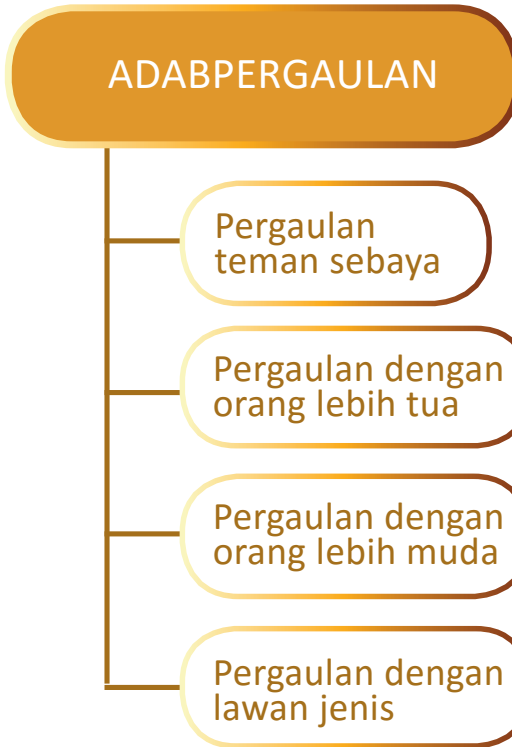 ADABPERGAULAN
Pergaulan
teman sebaya
Pergaulan dengan
orang lebih tua
Pergaulan dengan
orang lebih muda
Pergaulan dengan
lawan jenis